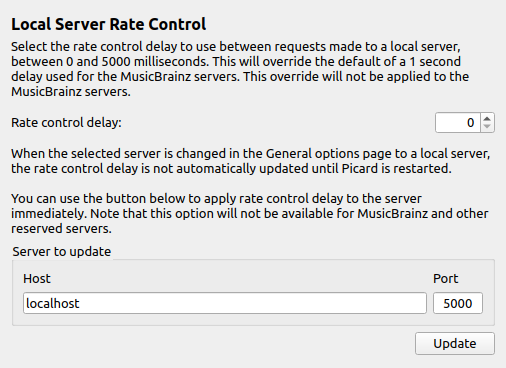 Local Server Rate Control
Select the rate control delay to use between requests made to a local server,
between 0 and 5000 milliseconds. This will override the default of a 1 second
delay used for the MusicBrainz servers. This override will not be applied to the
MusicBrainz servers.
Rate control delay:
0
When the selected server is changed in the General options page to a local server,
the rate control delay is not automatically updated until Picard is restarted.
You can use the button below to apply rate control delay to the server
immediately. Note that this option will not be available for MusicBrainz and other
reserved servers.
Server to update
Host
Port
localhost
5000
Update